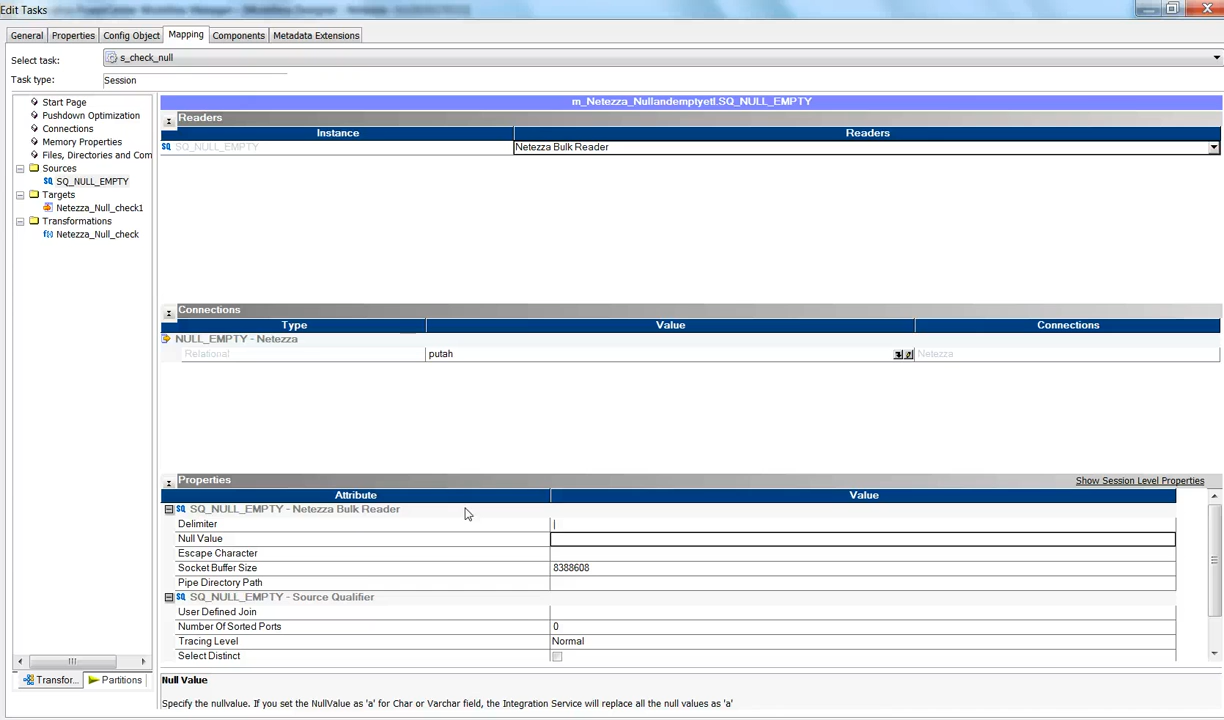 Edit Tasks
General Properties Config Object Mapping Components Metadata Extensions
Select task: s_check_null
Task type: Session
Start Page
Pushdown Optimization
Connections
Memory Properties
Files, Directories and Com
Sources
SQ_NULL_EMPTY
Targets
Netezza_Null_check1
Transformations
Netezza_Null_check
Transfor... Partitions
m_Netezza_Nullandemptyetl.SQ_NULL_EMPTY
Readers
Instance Readers
SQ_NULL_EMPTY Netezza Bulk Reader
Connections
Type Value Connections
NULL_EMPTY - Netezza
Relational putah Netezza
Properties Show Session Level Properties
Attribute Value
SQ_NULL_EMPTY - Netezza Bulk Reader
Delimiter |
Null Value
Escape Character
Socket Buffer Size 8388608
Pipe Directory Path
SQ_NULL_EMPTY - Source Qualifier
User Defined Join
Number Of Sorted Ports 0
Tracing Level Normal
Select Distinct
Null Value
Specify the nullvalue. If you set the NullValue as 'a' for Char or Varchar field, the Integration Service will replace all the null values as 'a'